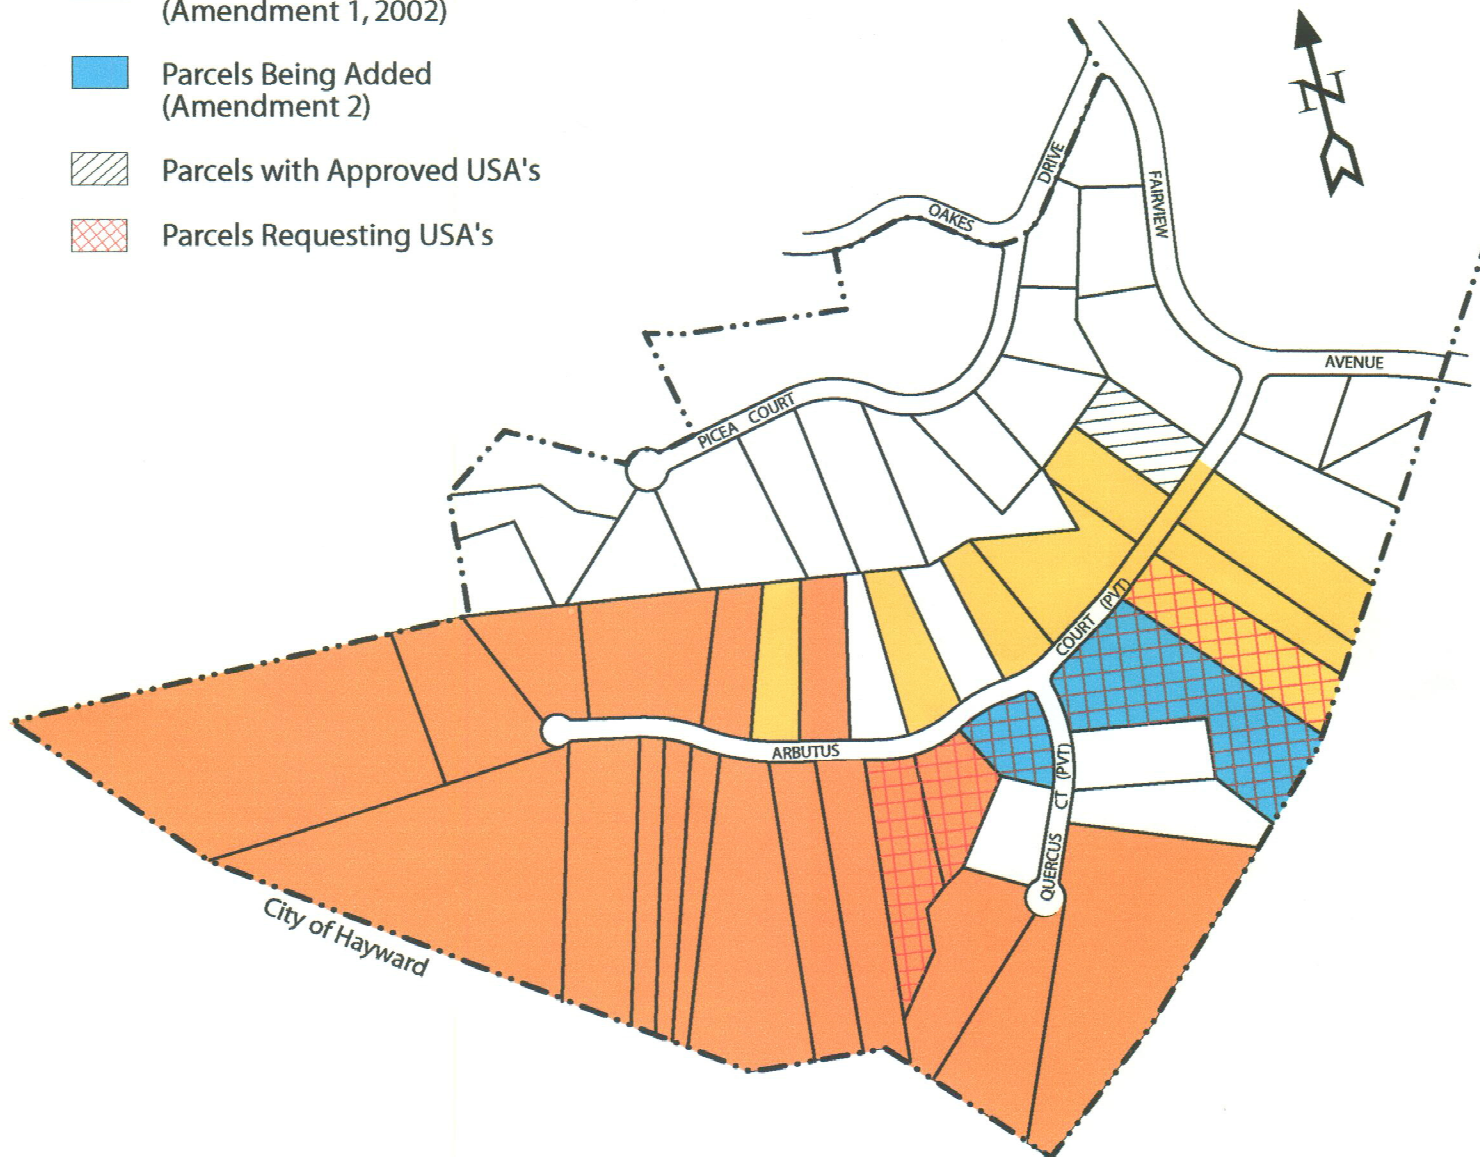 (Amendment 1, 2002)
Parcels Being Added
(Amendment 2)
Parcels with Approved USA's
Parcels Requesting USA's
N
OAKES DRIVE
FAIRVIEW AVENUE
PICEA COURT
ARBUTUS COURT (PVT)
QUERCUS CT (PVT)
City of Hayward